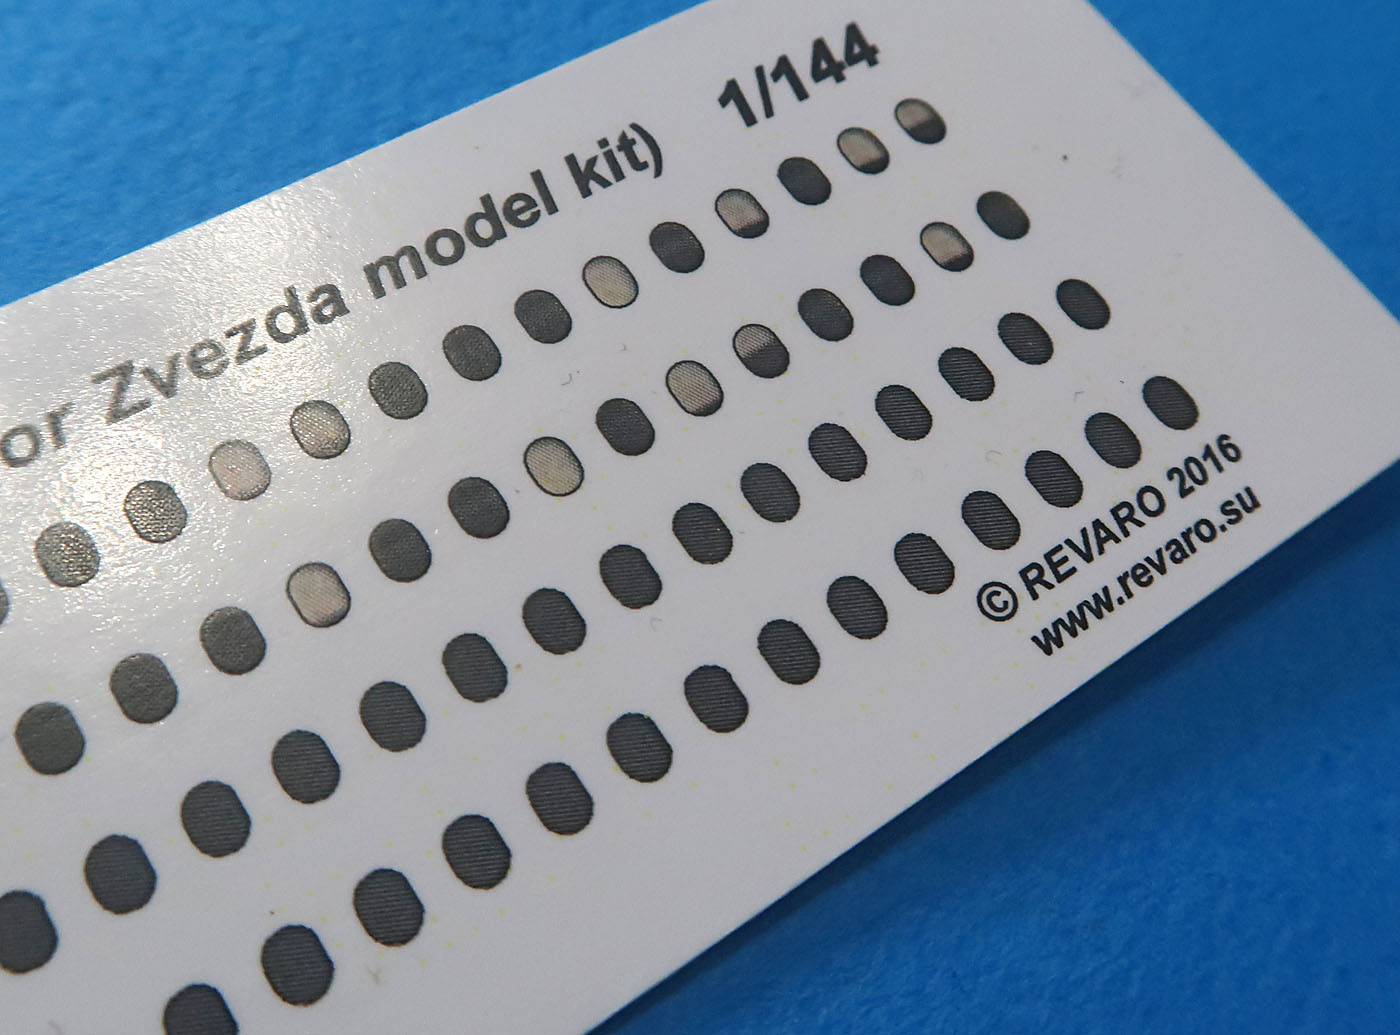 or Zvezda model kit) 1/144
© REVARO 2016
www.revaro.su